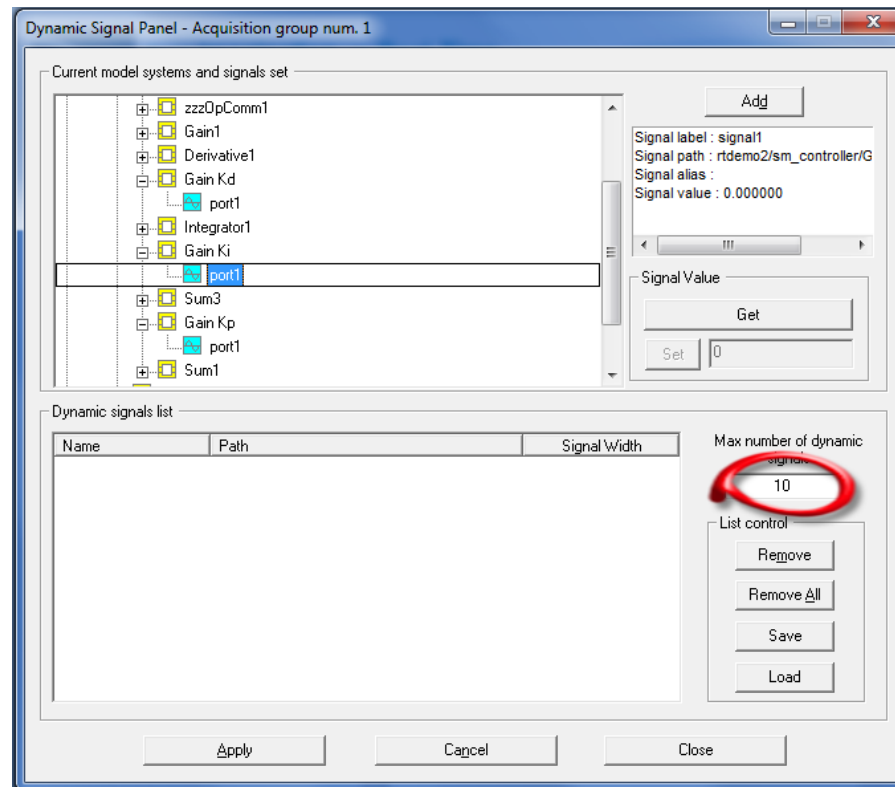 Dynamic Signal Panel - Acquisition group num. 1
Current model systems and signals set
zzzOpComm1
Gain1
Derivative1
Gain Kd
port1
Integrator1
Gain Ki
port1
Sum3
Gain Kp
port1
Sum1
Add
Signal label : signal1
Signal path : rtdemo2/sm_controller/G
Signal alias :
Signal value : 0.000000
Signal Value
Get
Set
0
Dynamic signals list
Name Path Signal Width
Max number of dynamic
signals
10
List control
Remove
Remove All
Save
Load
Apply Cancel Close